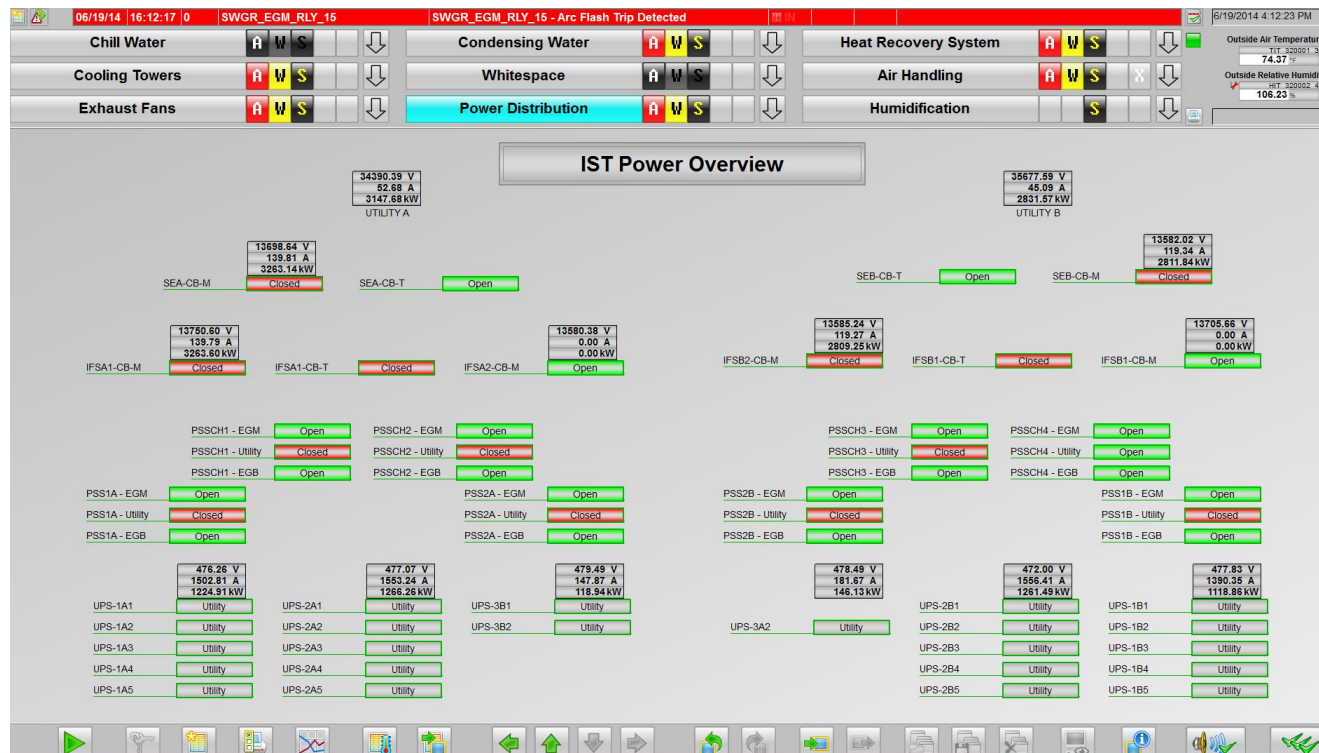 06/19/14 16:12:17 0 SWGR_EGM_RLY_15 SWGR_EGM_RLY_15 - Arc Flash Trip Detected IN 6/19/2014 4:12:23 PM
Chill Water A W S Condensing Water A W S Heat Recovery System A W S
Cooling Towers A W S Whitespace A W S Air Handling A W S X
Exhaust Fans A W S Power Distribution A W S Humidification S
Outside Air Temperatur
TIT_320001_3
74.37 °F
Outside Relative Humidi
HIT_320002_4
106.23 %
IST Power Overview
34390.39 V 35677.59 V
52.68 A 45.09 A
3147.68 kW 2831.57 kW
UTILITY A UTILITY B
13698.64 V 13582.02 V
139.81 A 119.34 A
3263.14 kW 2811.84 kW
SEA-CB-M Closed SEA-CB-T Open SEB-CB-T Open SEB-CB-M Closed
13750.60 V 13580.38 V 13585.24 V 13705.66 V
139.79 A 0.00 A 119.27 A 0.00 A
3263.60 kW 0.00 kW 2809.25 kW 0.00 kW
IFSA1-CB-M Closed IFSA1-CB-T Closed IFSA2-CB-M Open IFSB2-CB-M Closed IFSB1-CB-T Closed IFSB1-CB-M Open
PSSCH1 - EGM Open PSSCH2 - EGM Open PSSCH3 - EGM Open PSSCH4 - EGM Open
PSSCH1 - Utility Closed PSSCH2 - Utility Closed PSSCH3 - Utility Closed PSSCH4 - Utility Open
PSSCH1 - EGB Open PSSCH2 - EGB Open PSSCH3 - EGB Open PSSCH4 - EGB Open
PSS1A - EGM Open PSS2A - EGM Open PSS2B - EGM Open PSS1B - EGM Open
PSS1A - Utility Closed PSS2A - Utility Closed PSS2B - Utility Closed PSS1B - Utility Closed
PSS1A - EGB Open PSS2A - EGB Open PSS2B - EGB Open PSS1B - EGB Open
476.26 V 477.07 V 479.49 V 478.49 V 472.00 V 477.83 V
1502.81 A 1553.24 A 147.87 A 181.67 A 1556.41 A 1390.35 A
1224.91 kW 1266.26 kW 118.94 kW 146.13 kW 1261.49 kW 1118.86 kW
UPS-1A1 Utility UPS-2A1 Utility UPS-3B1 Utility UPS-2B1 Utility UPS-1B1 Utility
UPS-1A2 Utility UPS-2A2 Utility UPS-3B2 Utility UPS-3A2 Utility UPS-2B2 Utility UPS-1B2 Utility
UPS-1A3 Utility UPS-2A3 Utility UPS-2B3 Utility UPS-1B3 Utility
UPS-1A4 Utility UPS-2A4 Utility UPS-2B4 Utility UPS-1B4 Utility
UPS-1A5 Utility UPS-2A5 Utility UPS-2B5 Utility UPS-1B5 Utility